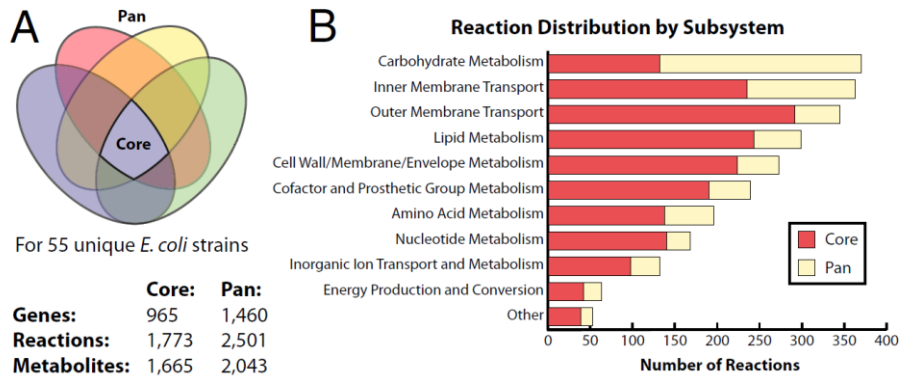 A
Pan
Core
For 55 unique E. coli strains
Core: Pan:
Genes: 965 1,460
Reactions: 1,773 2,501
Metabolites: 1,665 2,043
B
Reaction Distribution by Subsystem
Carbohydrate Metabolism
Inner Membrane Transport
Outer Membrane Transport
Lipid Metabolism
Cell Wall/Membrane/Envelope Metabolism
Cofactor and Prosthetic Group Metabolism
Amino Acid Metabolism
Nucleotide Metabolism
Inorganic Ion Transport and Metabolism
Energy Production and Conversion
Other
Core
Pan
0 50 100 150 200 250 300 350 400
Number of Reactions